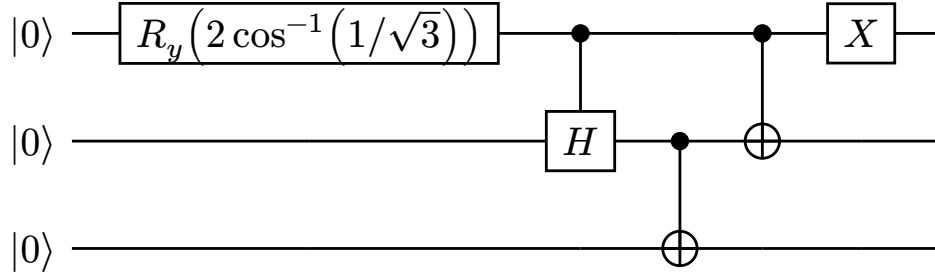 |0⟩ R_y(2 cos⁻¹(1/√3)) X
|0⟩ H
|0⟩